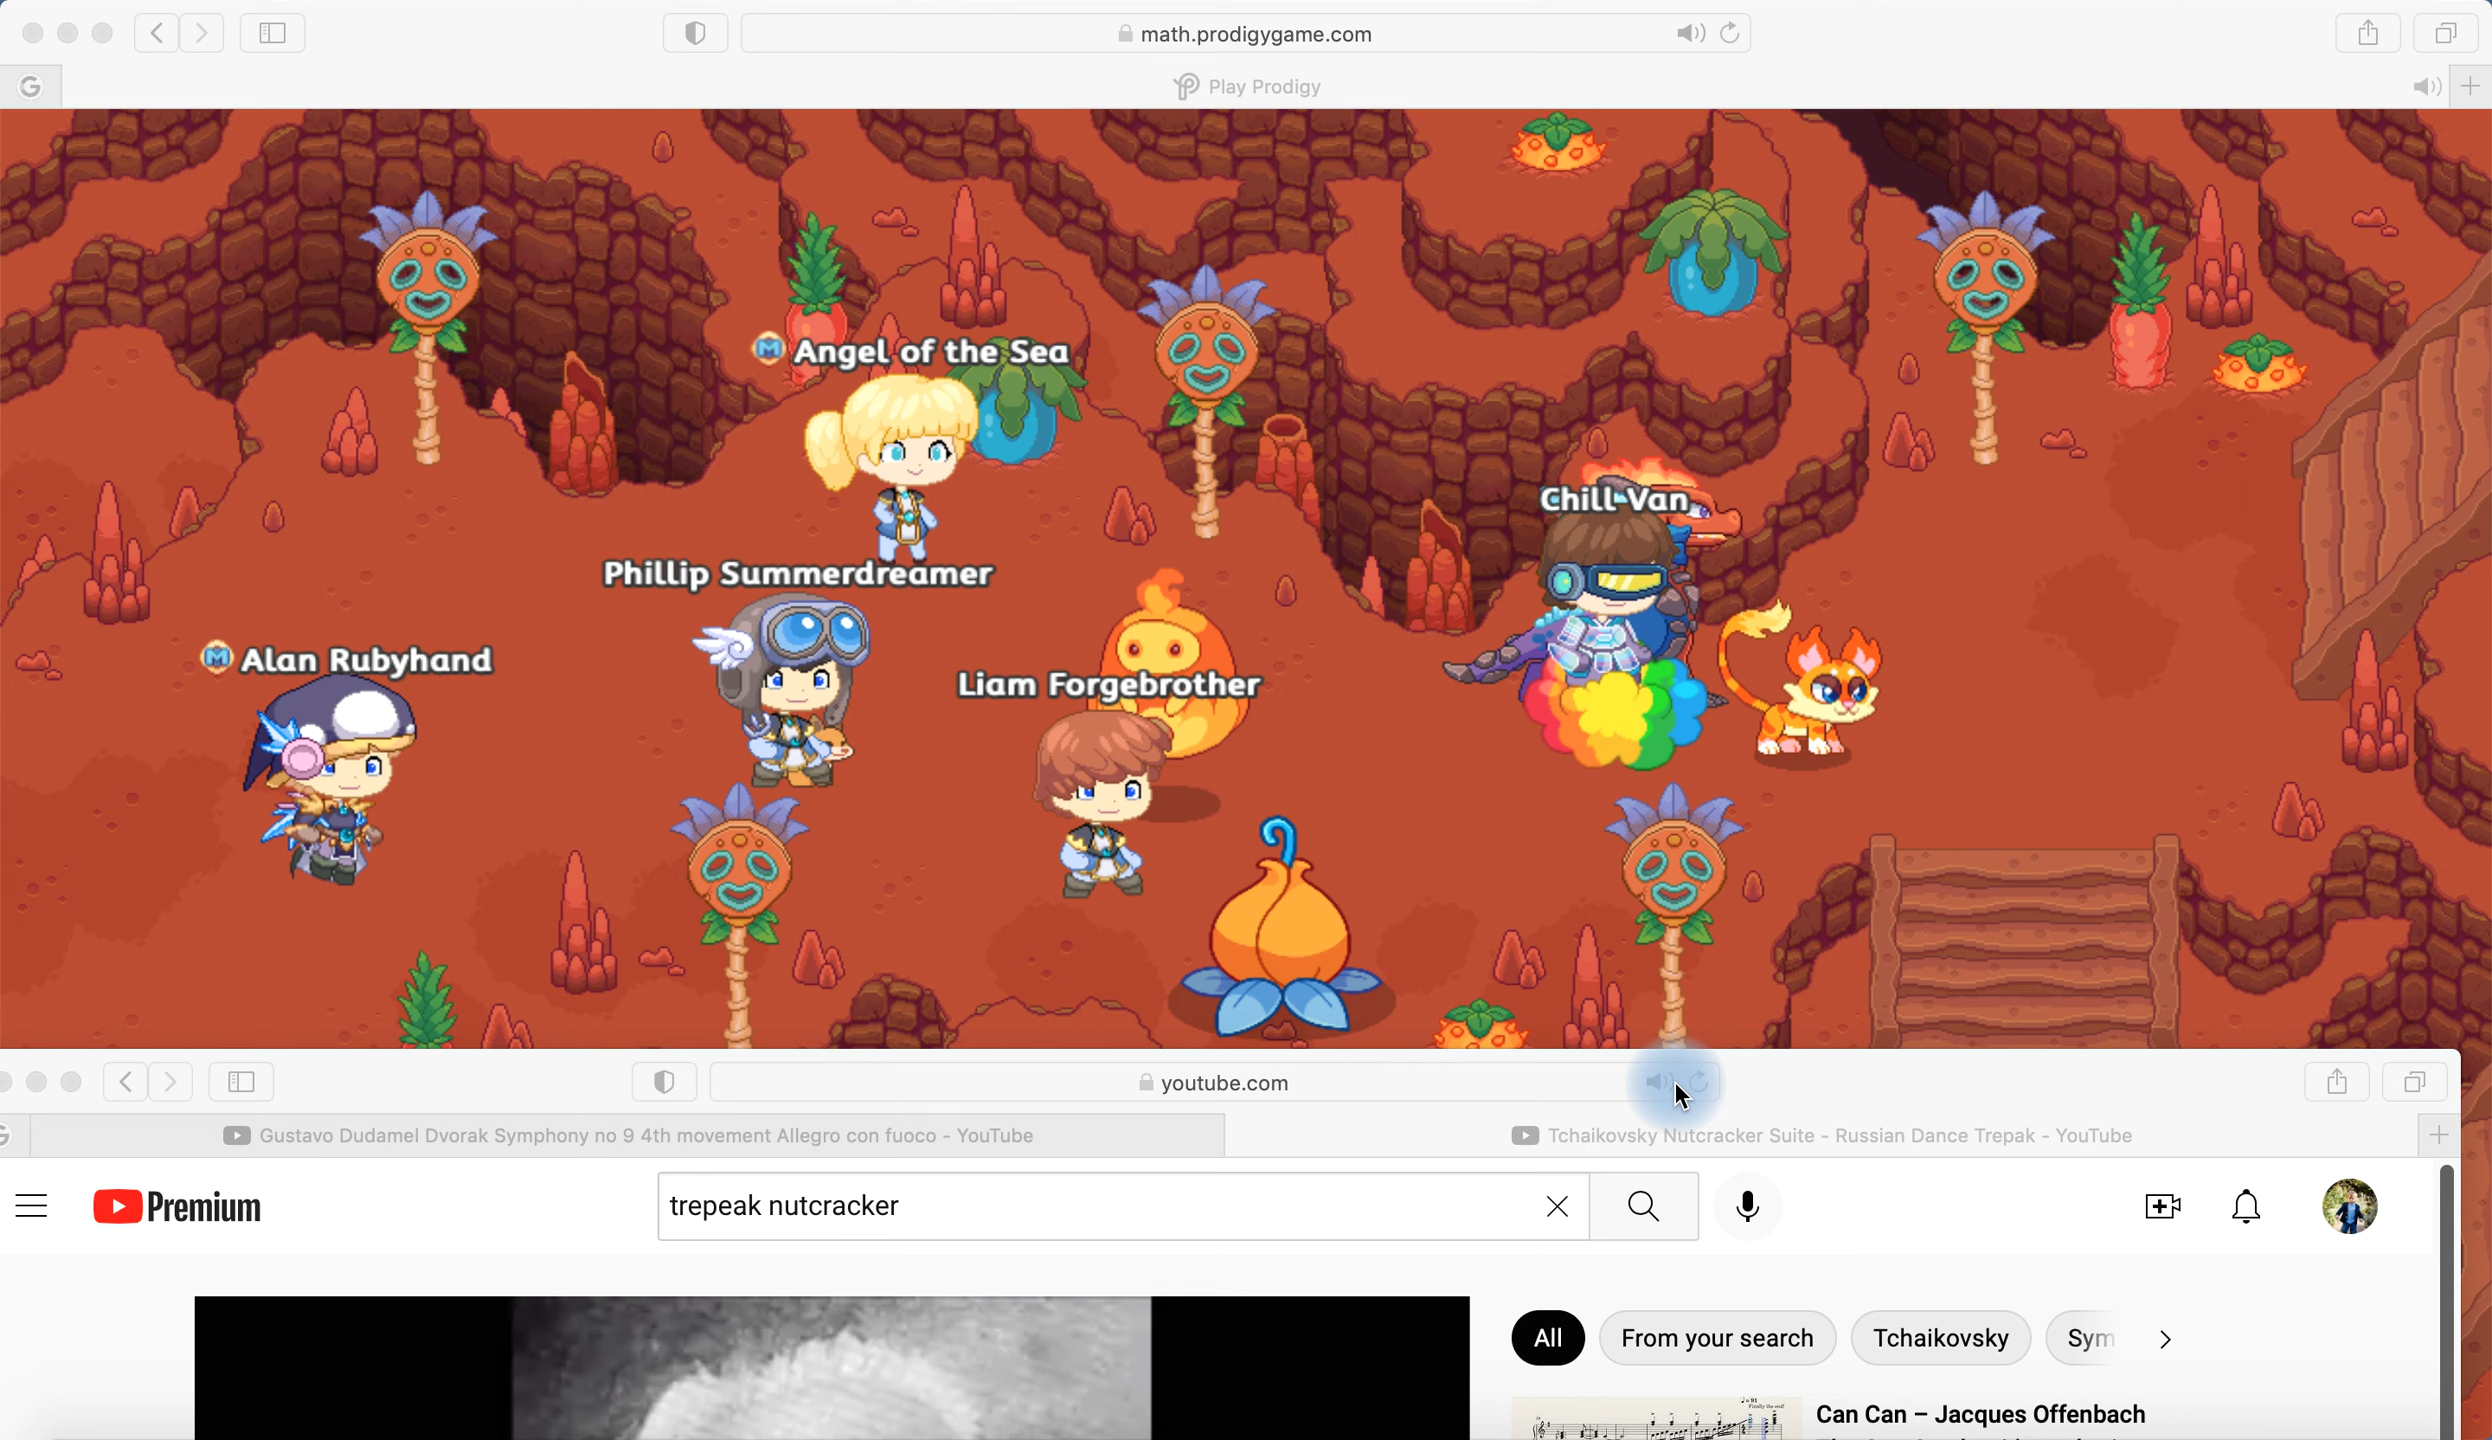 math.prodigygame.com
Play Prodigy
Angel of the Sea
Chill Van
Phillip Summerdreamer
Alan Rubyhand
Liam Forgebrother
youtube.com
Gustavo Dudamel Dvorak Symphony no 9 4th movement Allegro con fuoco - YouTube
Tchaikovsky Nutcracker Suite - Russian Dance Trepak - YouTube
Premium
trepeak nutcracker
All
From your search
Tchaikovsky
Sym
Can Can – Jacques Offenbach